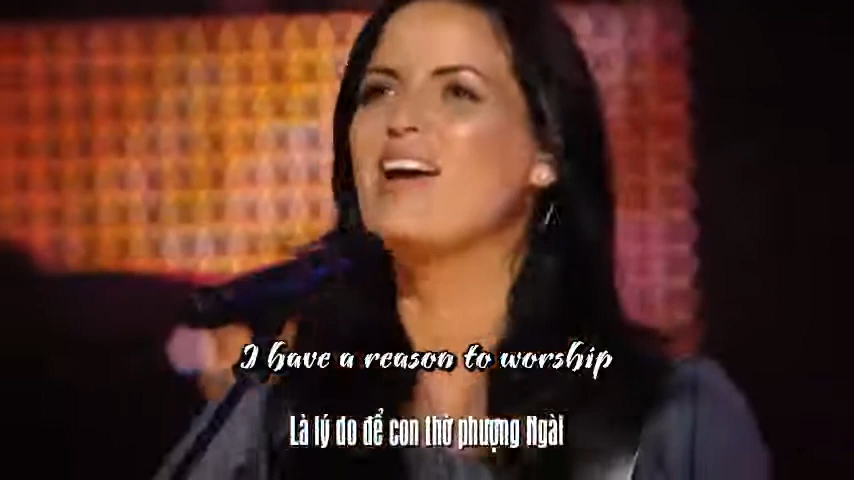 I have a reason to worship
Là lý do để con thờ phượng Ngài